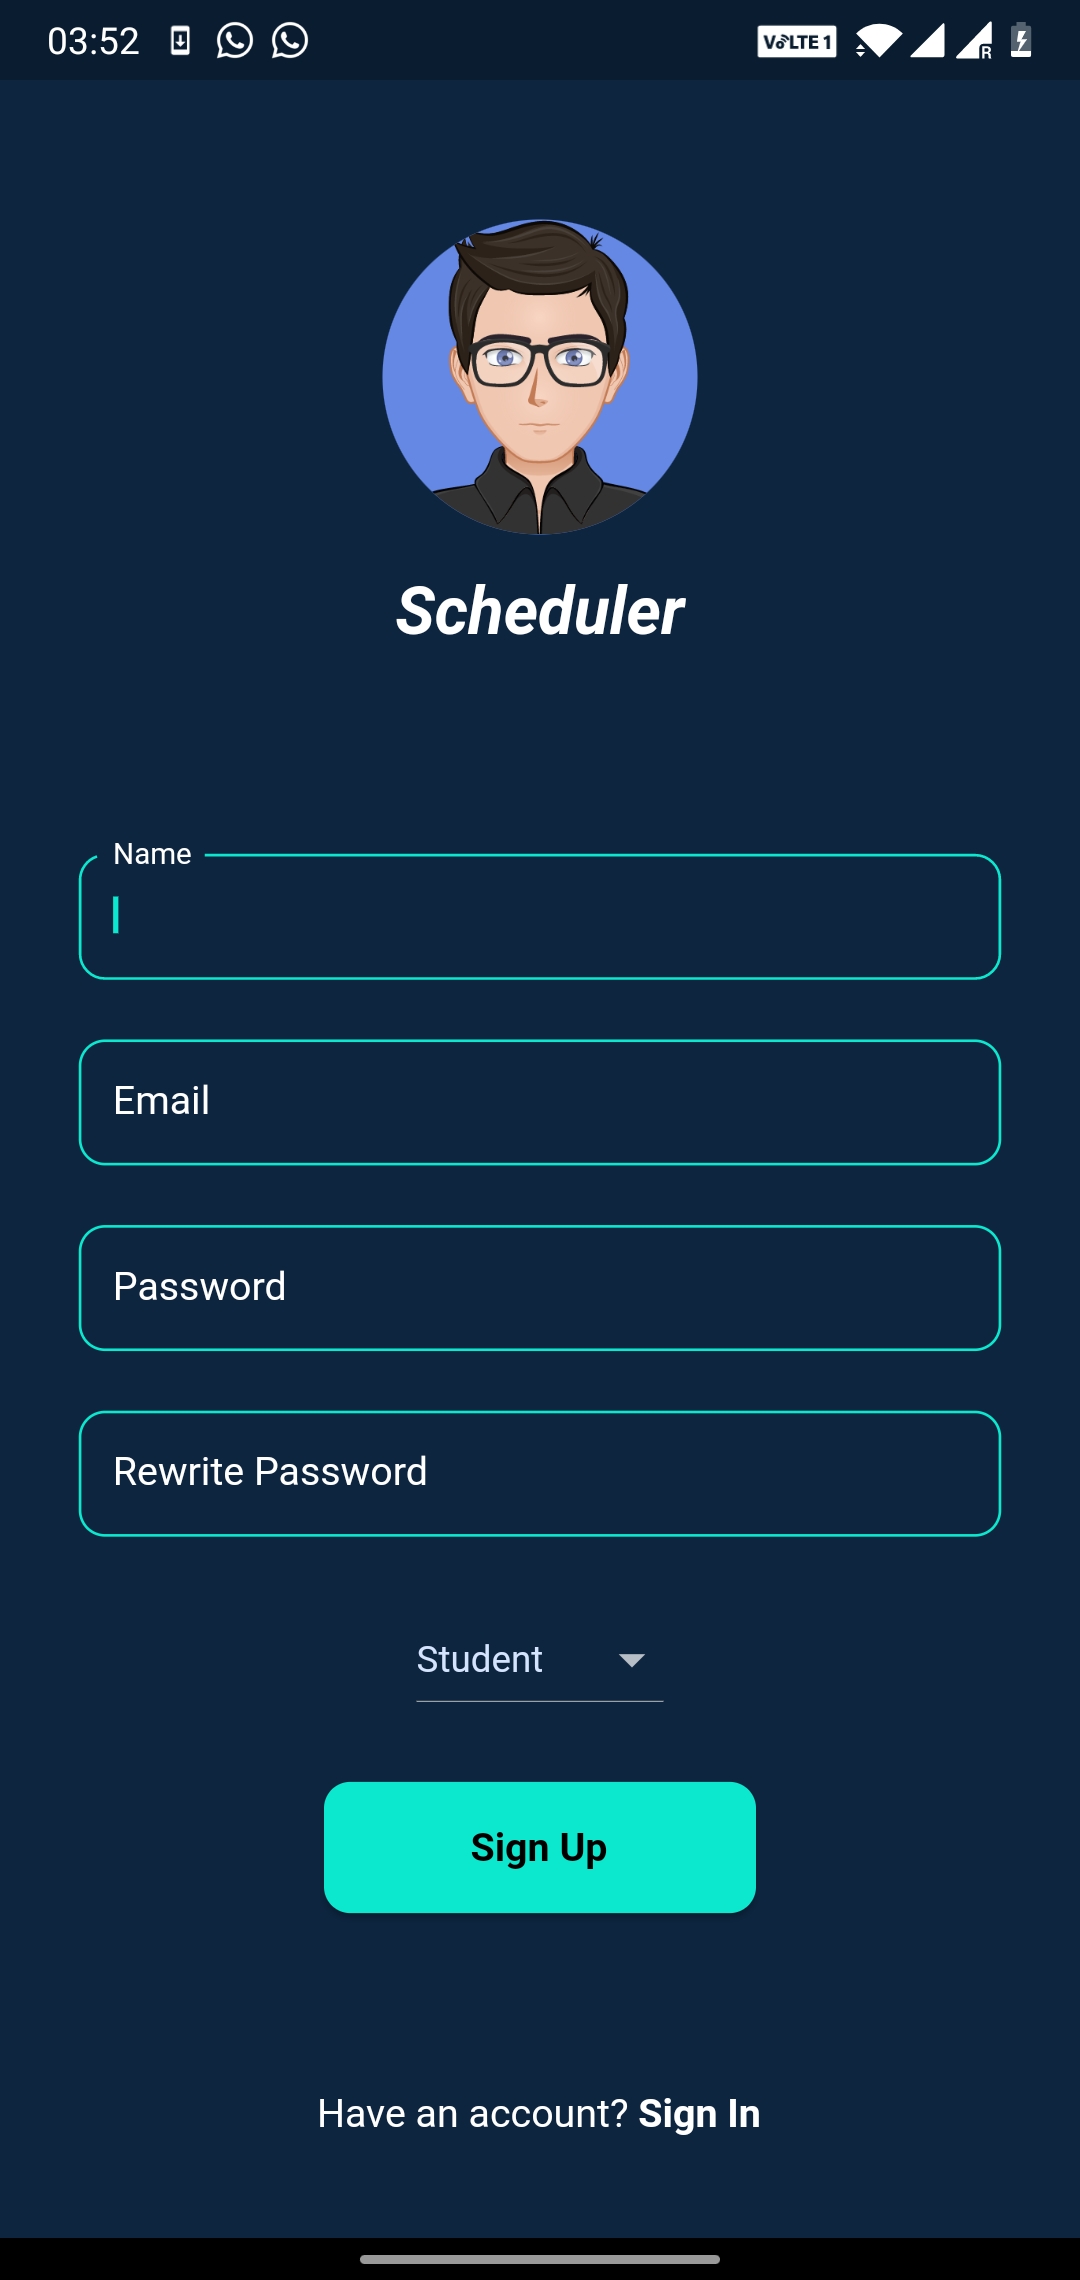 03:52 VoLTE 1 R
Scheduler
Name
Email
Password
Rewrite Password
Student
Sign Up
Have an account? Sign In